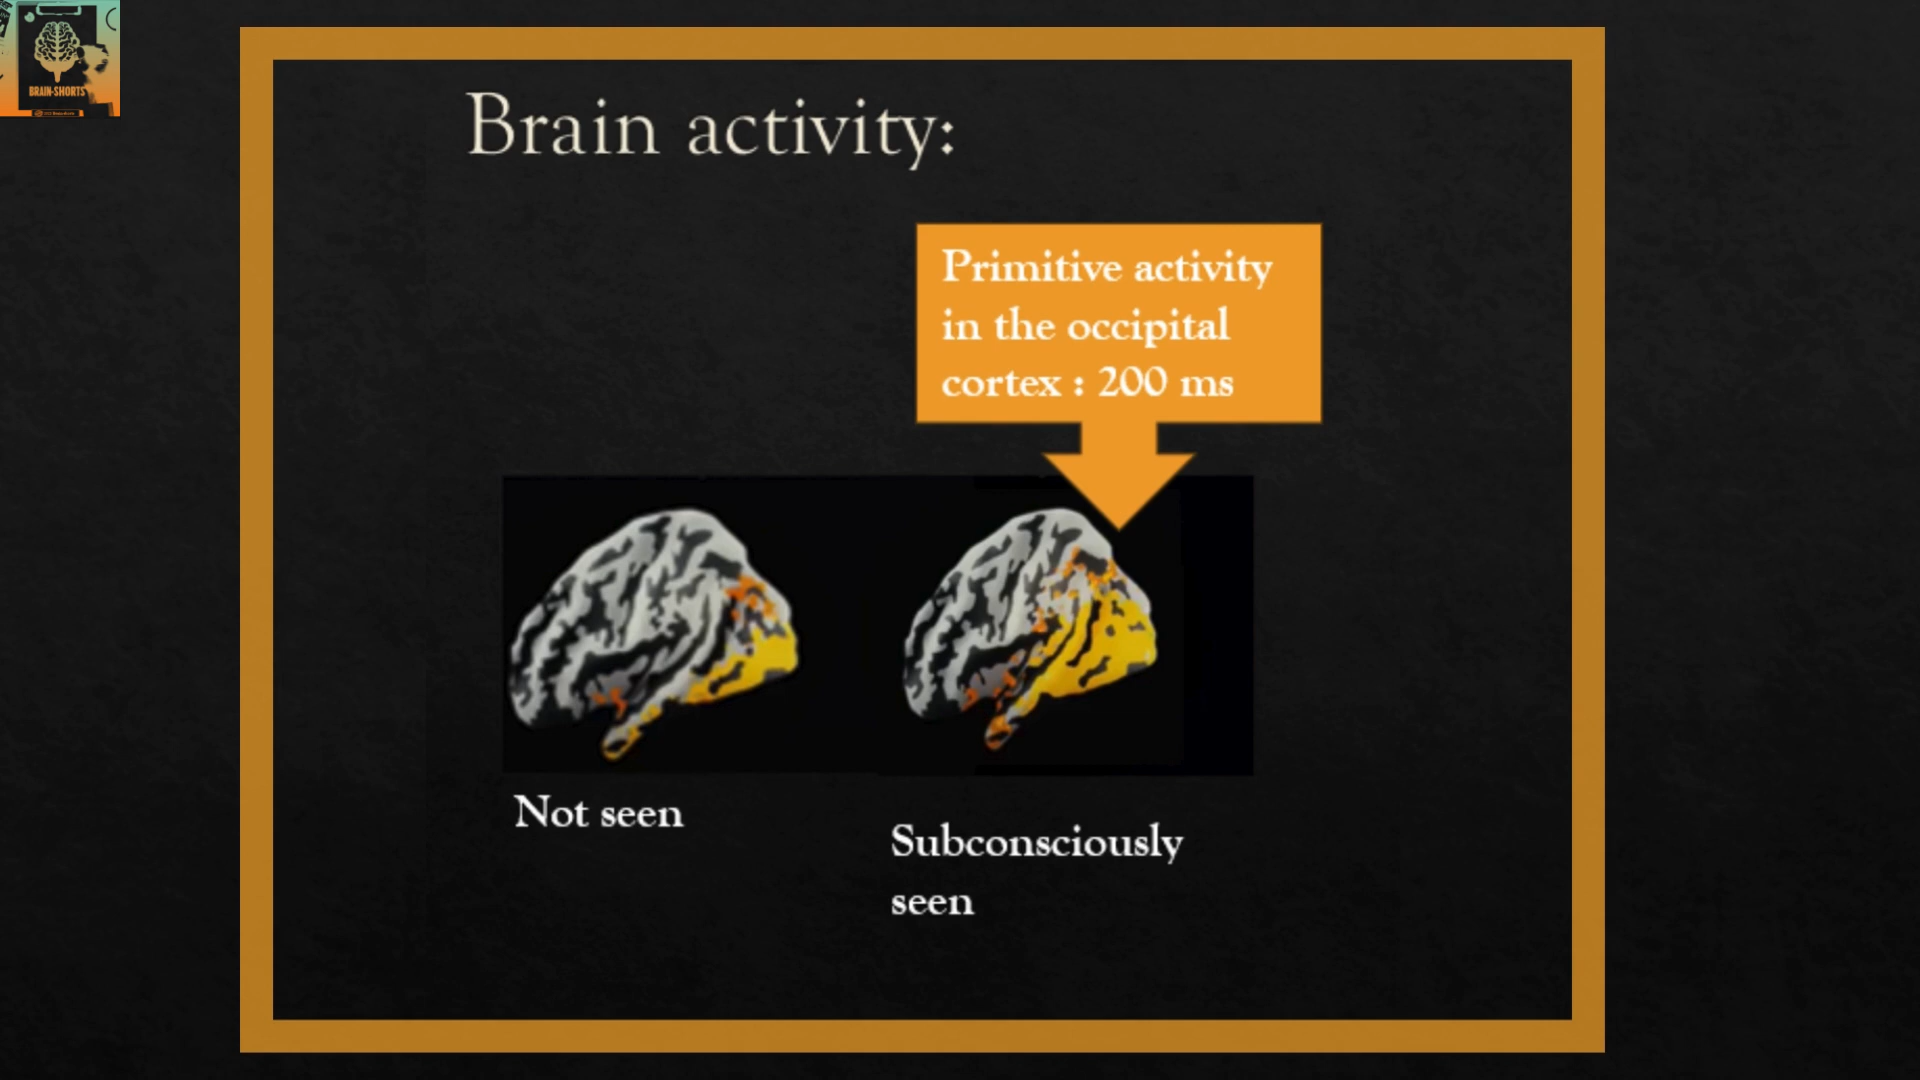 BRAIN-SHORTS
Brain activity:
Primitive activity
in the occipital
cortex : 200 ms
Not seen
Subconsciously
seen